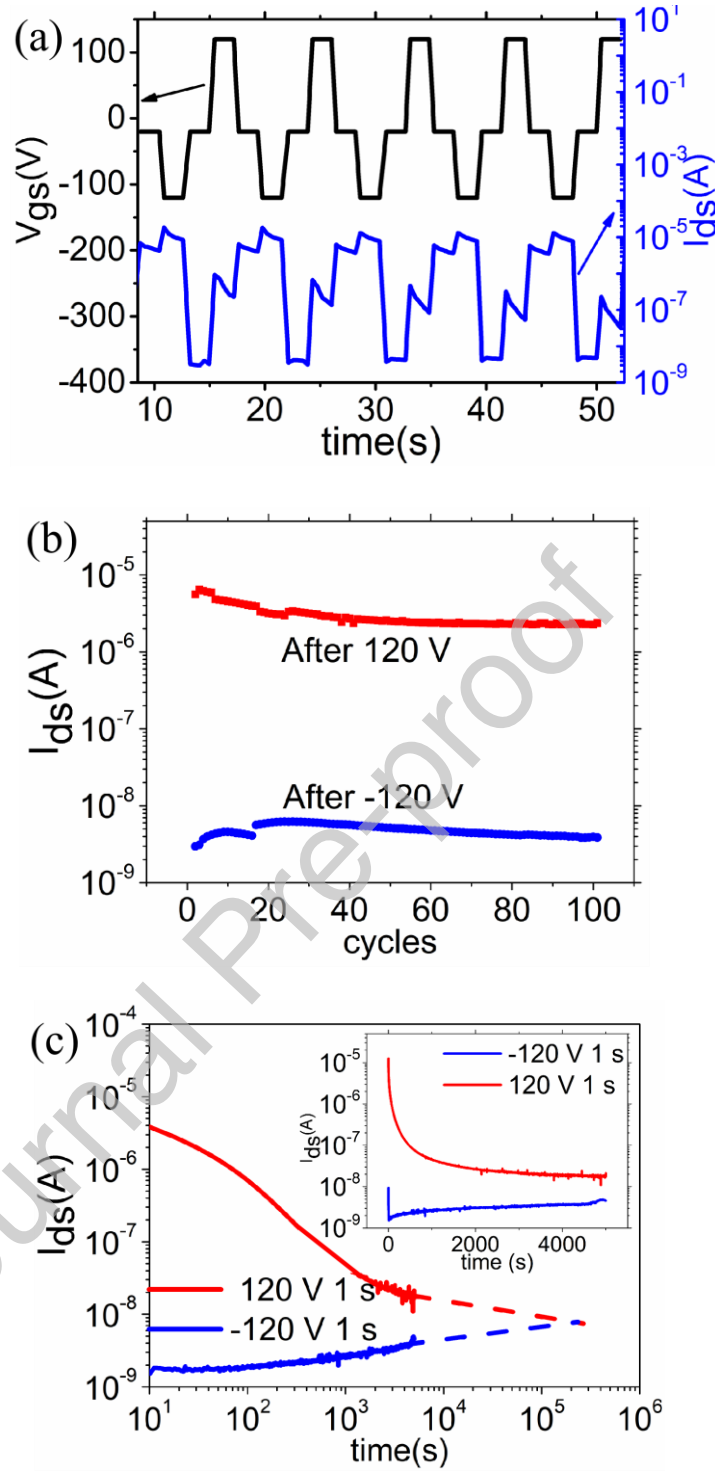 (a)
100
0
-100
-200
-300
-400
Vgs(V)
10¹
10⁻¹
10⁻³
10⁻⁵
10⁻⁷
10⁻⁹
Ids(A)
10 20 30 40 50
time(s)
(b)
10⁻⁵
10⁻⁶
10⁻⁷
10⁻⁸
10⁻⁹
Ids(A)
After 120 V
After -120 V
0 20 40 60 80 100
cycles
(c)
10⁻⁴
10⁻⁵
10⁻⁶
10⁻⁷
10⁻⁸
10⁻⁹
Ids(A)
120 V 1 s
-120 V 1 s
10¹ 10² 10³ 10⁴ 10⁵ 10⁶
time(s)
10⁻⁵
10⁻⁶
10⁻⁷
10⁻⁸
10⁻⁹
Ids(A)
-120 V 1 s
120 V 1 s
0 2000 4000
time (s)
ournal Pre-proof